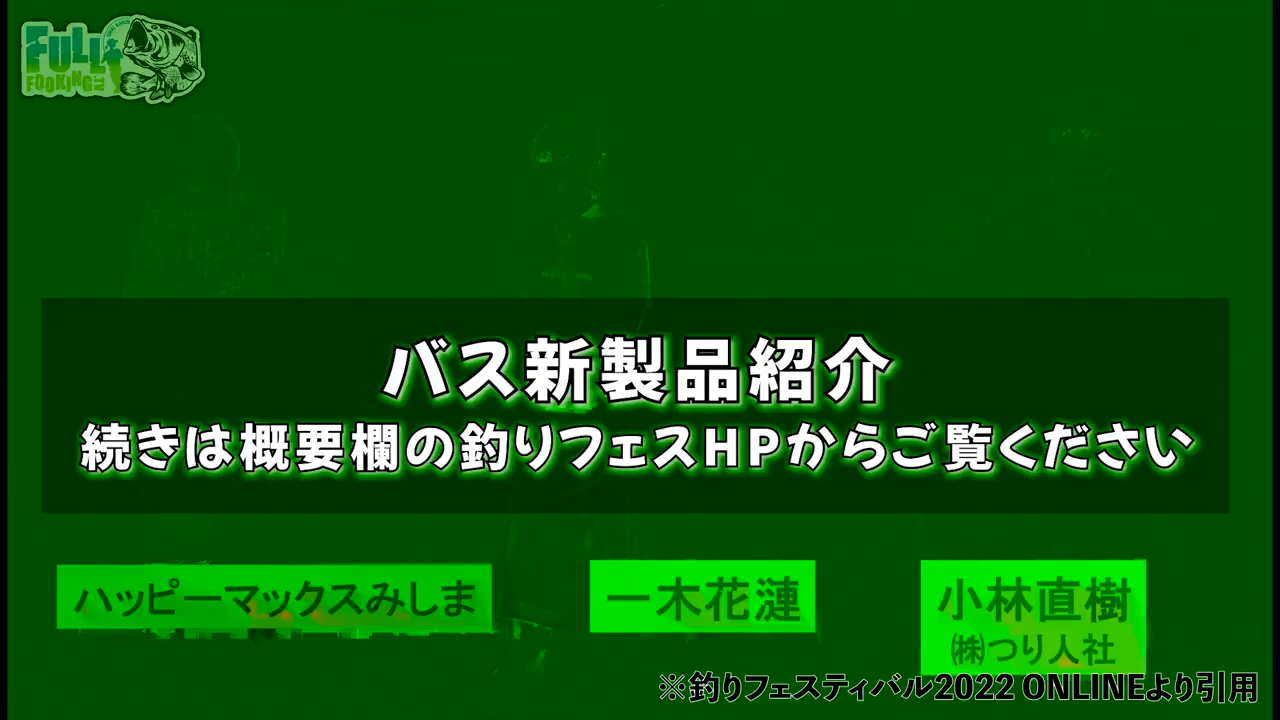 FULL
FOOKING TV
バス新製品紹介
続きは概要欄の釣りフェスHPからご覧ください
ハッピーマックスみしま
一木花漣
小林直樹
㈱つり人社
※釣りフェスティバル2022 ONLINEより引用